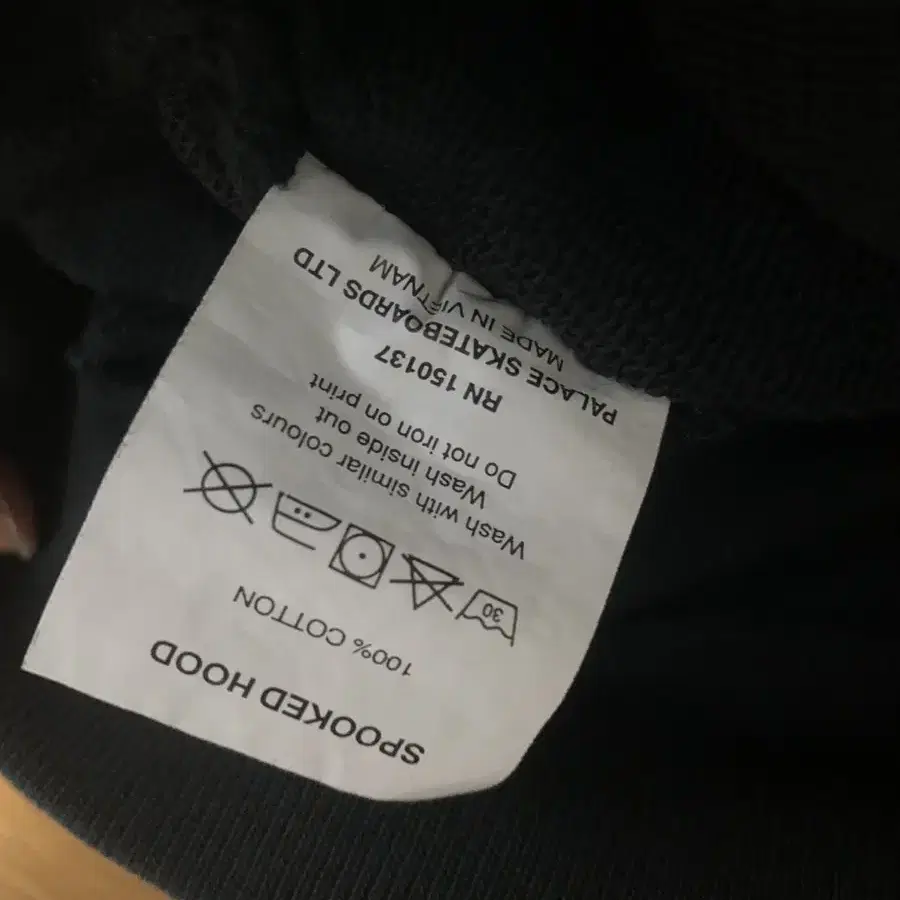 SPOOKED HOOD
100% COTTON
30
Wash with similar colours
Wash inside out
Do not iron on print
RN 150137
PALACE SKATEBOARDS LTD
MADE IN VIETNAM